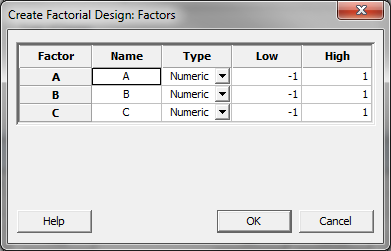 Create Factorial Design: Factors
Factor Name Type Low High
A A Numeric -1 1
B B Numeric -1 1
C C Numeric -1 1
Help OK Cancel